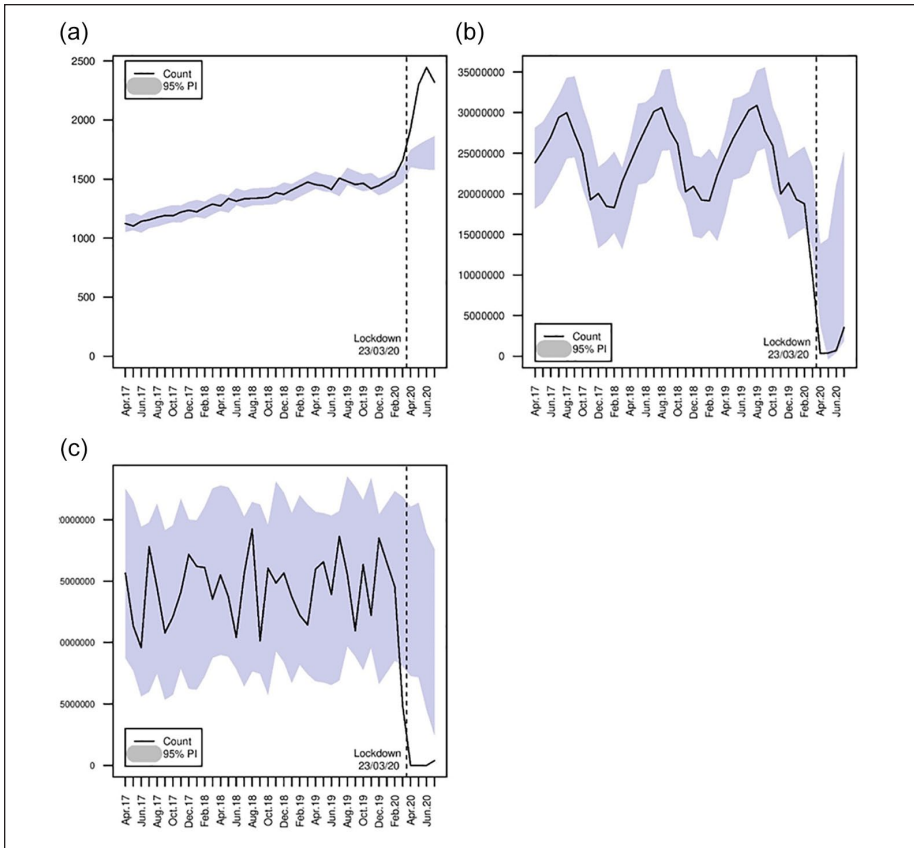 (a)
2500
2000
1500
1000
500
0
Count
95% PI
Lockdown
23/03/20
Apr.17
Jun.17
Aug.17
Oct.17
Dec.17
Feb.18
Apr.18
Jun.18
Aug.18
Oct.18
Dec.18
Feb.19
Apr.19
Jun.19
Aug.19
Oct.19
Dec.19
Feb.20
Apr.20
Jun.20
(b)
35000000
30000000
25000000
20000000
15000000
10000000
5000000
0
Count
95% PI
Lockdown
23/03/20
Apr.17
Jun.17
Aug.17
Oct.17
Dec.17
Feb.18
Apr.18
Jun.18
Aug.18
Oct.18
Dec.18
Feb.19
Apr.19
Jun.19
Aug.19
Oct.19
Dec.19
Feb.20
Apr.20
Jun.20
(c)
0000000
5000000
0000000
5000000
0
Count
95% PI
Lockdown
23/03/20
Apr.17
Jun.17
Aug.17
Oct.17
Dec.17
Feb.18
Apr.18
Jun.18
Aug.18
Oct.18
Dec.18
Feb.19
Apr.19
Jun.19
Aug.19
Oct.19
Dec.19
Feb.20
Apr.20
Jun.20